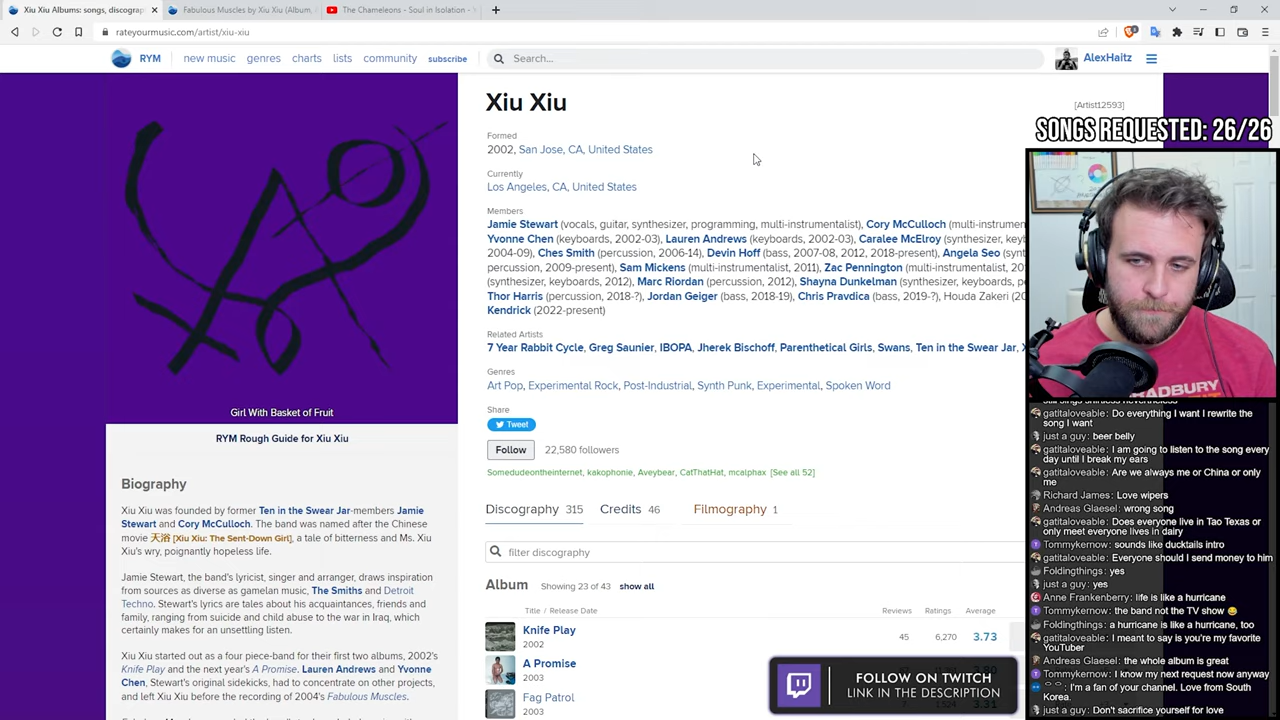 Xiu Xiu Albums: songs, discograp
Fabulous Muscles by Xiu Xiu (Album,
The Chameleons - Soul in Isolation -
rateyourmusic.com/artist/xiu-xiu
RYM new music genres charts lists community subscribe Search... AlexHaitz
Xiu Xiu
[Artist12593]
Formed
2002, San Jose, CA, United States
Currently
Los Angeles, CA, United States
Members
Jamie Stewart (vocals, guitar, synthesizer, programming, multi-instrumentalist), Cory McCulloch (multi-instrumen
Yvonne Chen (keyboards, 2002-03), Lauren Andrews (keyboards, 2002-03), Caralee McElroy (synthesizer, key
2004-09), Ches Smith (percussion, 2006-14), Devin Hoff (bass, 2007-08, 2012, 2018-present), Angela Seo (synt
percussion, 2009-present), Sam Mickens (multi-instrumentalist, 2011), Zac Pennington (multi-instrumentalist, 20
(synthesizer, keyboards, 2012), Marc Riordan (percussion, 2012), Shayna Dunkelman (synthesizer, keyboards, pe
Thor Harris (percussion, 2018-?), Jordan Geiger (bass, 2018-19), Chris Pravdica (bass, 2019-?), Houda Zakeri (20
Kendrick (2022-present)
Related Artists
7 Year Rabbit Cycle, Greg Saunier, IBOPA, Jherek Bischoff, Parenthetical Girls, Swans, Ten in the Swear Jar, X
Genres
Art Pop, Experimental Rock, Post-Industrial, Synth Punk, Experimental, Spoken Word
Share
Tweet
Follow 22,580 followers
Somedudeontheinternet, kakophonie, Aveybear, CatThatHat, mcalphax [See all 52]
Discography 315 Credits 46 Filmography 1
filter discography
Album Showing 23 of 43 show all
Title / Release Date Reviews Ratings Average
Knife Play
2002
45 6,270 3.73
A Promise
2003
Fag Patrol
2003
Girl With Basket of Fruit
RYM Rough Guide for Xiu Xiu
Biography
Xiu Xiu was founded by former Ten in the Swear Jar-members Jamie
Stewart and Cory McCulloch. The band was named after the Chinese
movie 天浴 [Xiu Xiu: The Sent-Down Girl], a tale of bitterness and Ms. Xiu
Xiu's wry, poignantly hopeless life.
Jamie Stewart, the band's lyricist, singer and arranger, draws inspiration
from sources as diverse as gamelan music, The Smiths and Detroit
Techno. Stewart's lyrics are tales about his acquaintances, friends and
family, ranging from suicide and child abuse to the war in Iraq, which
certainly makes for an unsettling listen.
Xiu Xiu started out as a four piece-band for their first two albums, 2002's
Knife Play and the next year's A Promise. Lauren Andrews and Yvonne
Chen, Stewart's original sidekicks, had to concentrate on other projects,
and left Xiu Xiu before the recording of 2004's Fabulous Muscles.
SONGS REQUESTED: 26/26
gatitaloveable: Do everything I want I rewrite the
song I want
just a guy: beer belly
gatitaloveable: I am going to listen to the song every
day until I break my ears
gatitaloveable: Are we always me or China or only
me
Richard James: Love wipers
Andreas Glaesel: wrong song
gatitaloveable: Does everyone live in Tao Texas or
only meet everyone lives in dairy
Tommykernow: sounds like ducktails intro
gatitaloveable: Everyone should I send money to him
Foldingthings: yes
just a guy: yes
Anne Frankenberry: life is like a hurricane
Tommykernow: the band not the TV show 😂
Foldingthings: a hurricane is like a hurricane, too
gatitaloveable: I meant to say is you're my favorite
YouTuber
Andreas Glaesel: the whole album is great
Tommykernow: I know my next request now anyway
: I'm a fan of your channel. Love from South
Korea.
just a guy: Don't sacrifice yourself for love
FOLLOW ON TWITCH
LINK IN THE DESCRIPTION